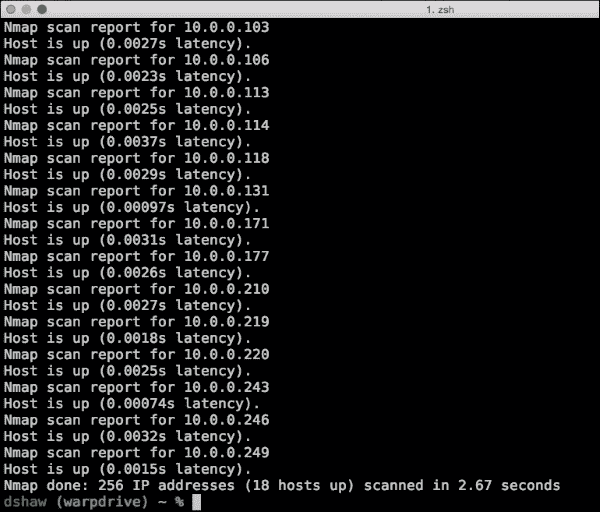 1. zsh
Nmap scan report for 10.0.0.103
Host is up (0.0027s latency).
Nmap scan report for 10.0.0.106
Host is up (0.0023s latency).
Nmap scan report for 10.0.0.113
Host is up (0.0025s latency).
Nmap scan report for 10.0.0.114
Host is up (0.0037s latency).
Nmap scan report for 10.0.0.118
Host is up (0.0029s latency).
Nmap scan report for 10.0.0.131
Host is up (0.00097s latency).
Nmap scan report for 10.0.0.171
Host is up (0.0031s latency).
Nmap scan report for 10.0.0.177
Host is up (0.0026s latency).
Nmap scan report for 10.0.0.210
Host is up (0.0027s latency).
Nmap scan report for 10.0.0.219
Host is up (0.0018s latency).
Nmap scan report for 10.0.0.220
Host is up (0.0025s latency).
Nmap scan report for 10.0.0.243
Host is up (0.00074s latency).
Nmap scan report for 10.0.0.246
Host is up (0.0032s latency).
Nmap scan report for 10.0.0.249
Host is up (0.0015s latency).
Nmap done: 256 IP addresses (18 hosts up) scanned in 2.67 seconds
dshaw (warpdrive) ~ %